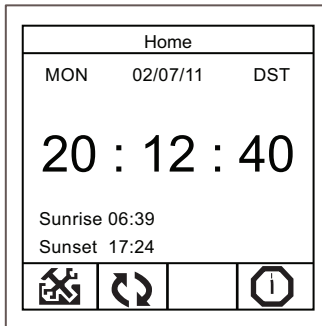 Home
MON 02/07/11 DST
20 : 12 : 40
Sunrise 06:39
Sunset 17:24
i